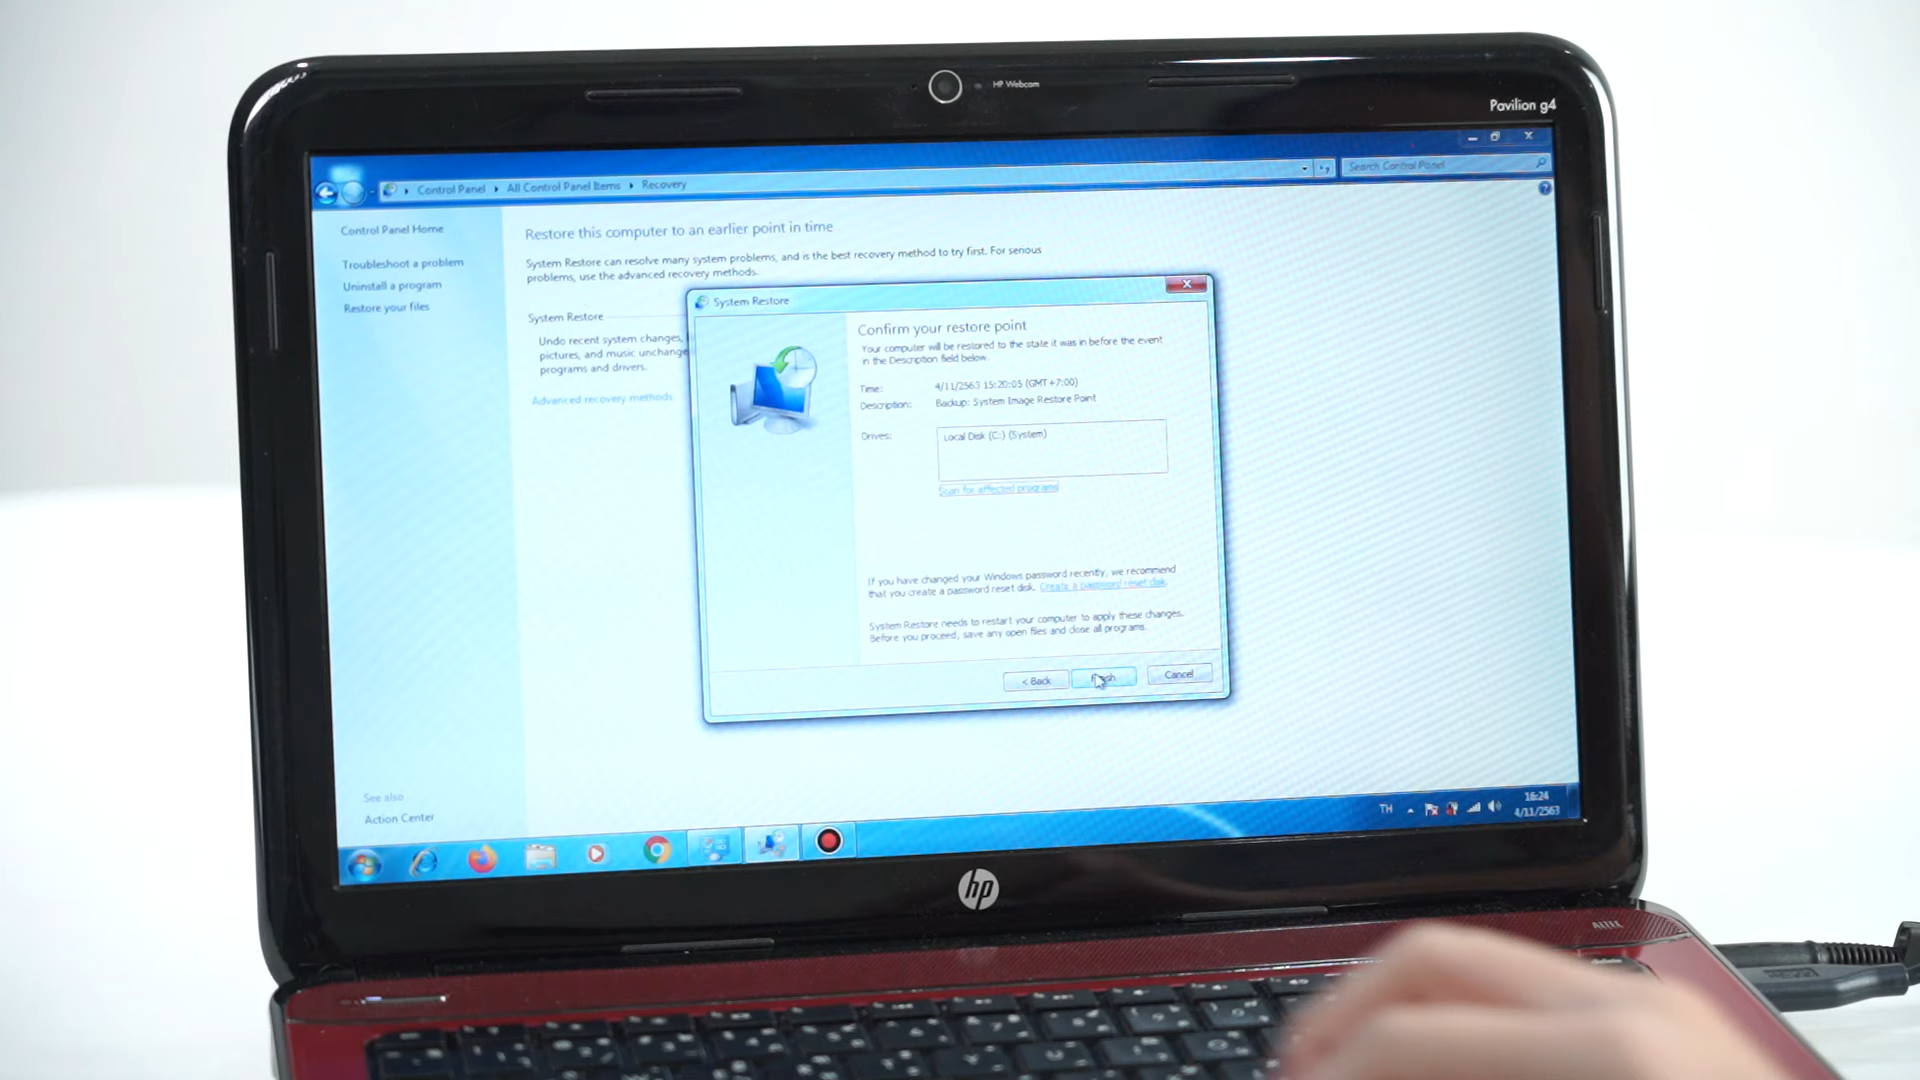 HP Webcam
Pavilion g4
Control Panel
All Control Panel Items
Recovery
Search Control Panel
Control Panel Home
Troubleshoot a problem
Uninstall a program
Restore your files
Restore this computer to an earlier point in time
System Restore can resolve many system problems, and is the best recovery method to try first. For serious
problems, use the advanced recovery methods.
System Restore
Undo recent system changes,
pictures, and music unchange
programs and drivers.
Advanced recovery methods
System Restore
Confirm your restore point
Your computer will be restored to the state it was in before the event
in the Description field below.
Time: 4/11/2563 15:20:05 (GMT+7:00)
Description: Backup: System Image Restore Point
Drives: Local Disk (C:) (System)
Scan for affected programs
If you have changed your Windows password recently, we recommend
that you create a password reset disk. Create a password reset disk.
System Restore needs to restart your computer to apply these changes.
Before you proceed, save any open files and close all programs.
< Back
Cancel
See also
Action Center
TH
16:24
4/11/2563
hp
ALTEC